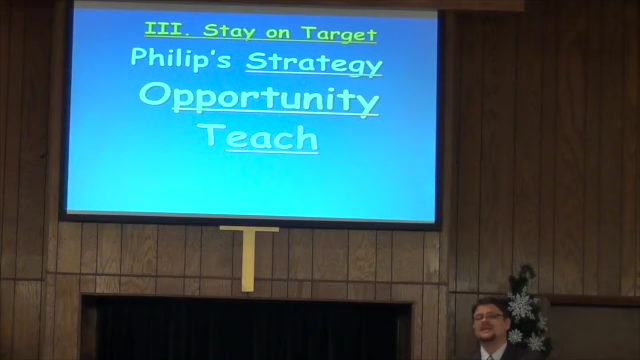 III. Stay on Target
Philip's Strategy
Opportunity
Teach
T